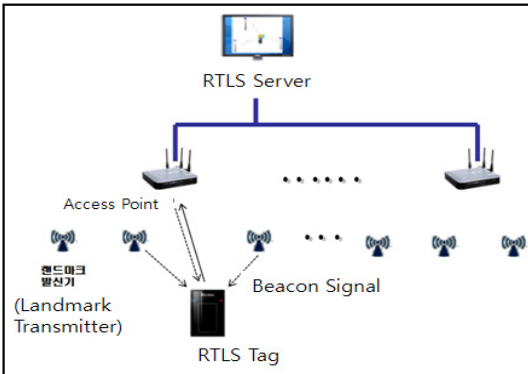 RTLS Server
Access Point
랜드마크
발신기
(Landmark
Transmitter)
Beacon Signal
RTLS Tag